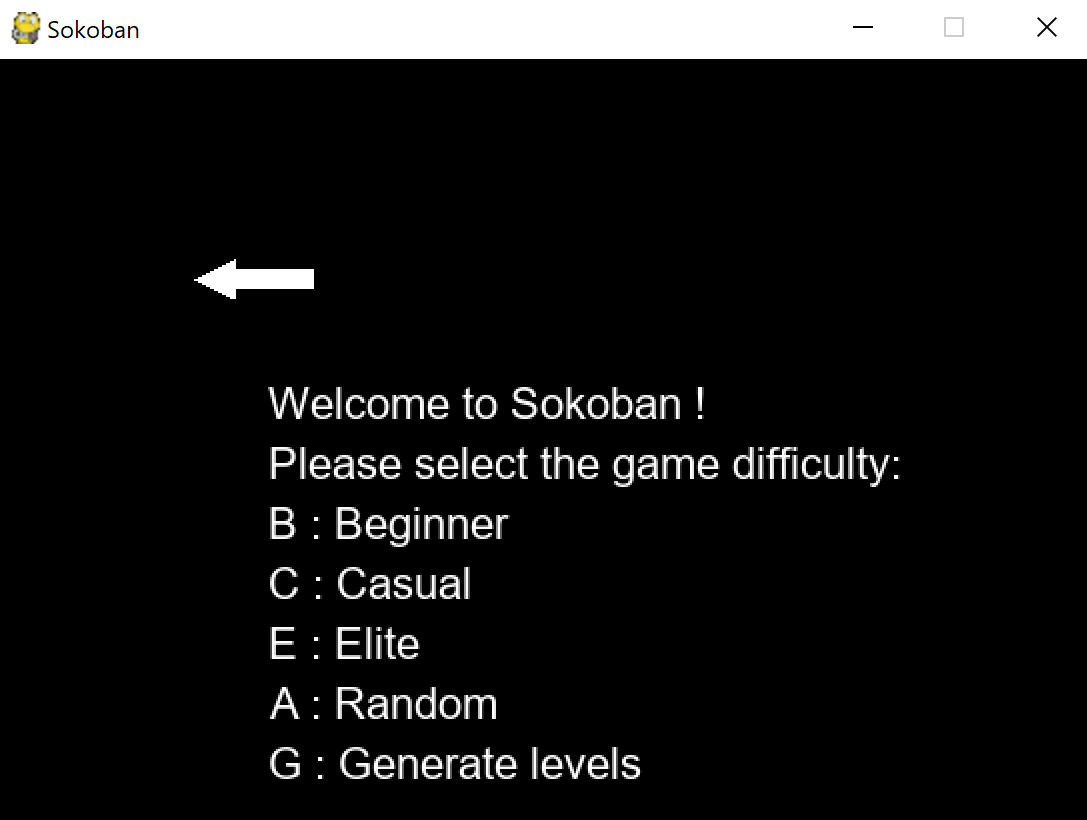 Sokoban
Welcome to Sokoban !
Please select the game difficulty:
B : Beginner
C : Casual
E : Elite
A : Random
G : Generate levels